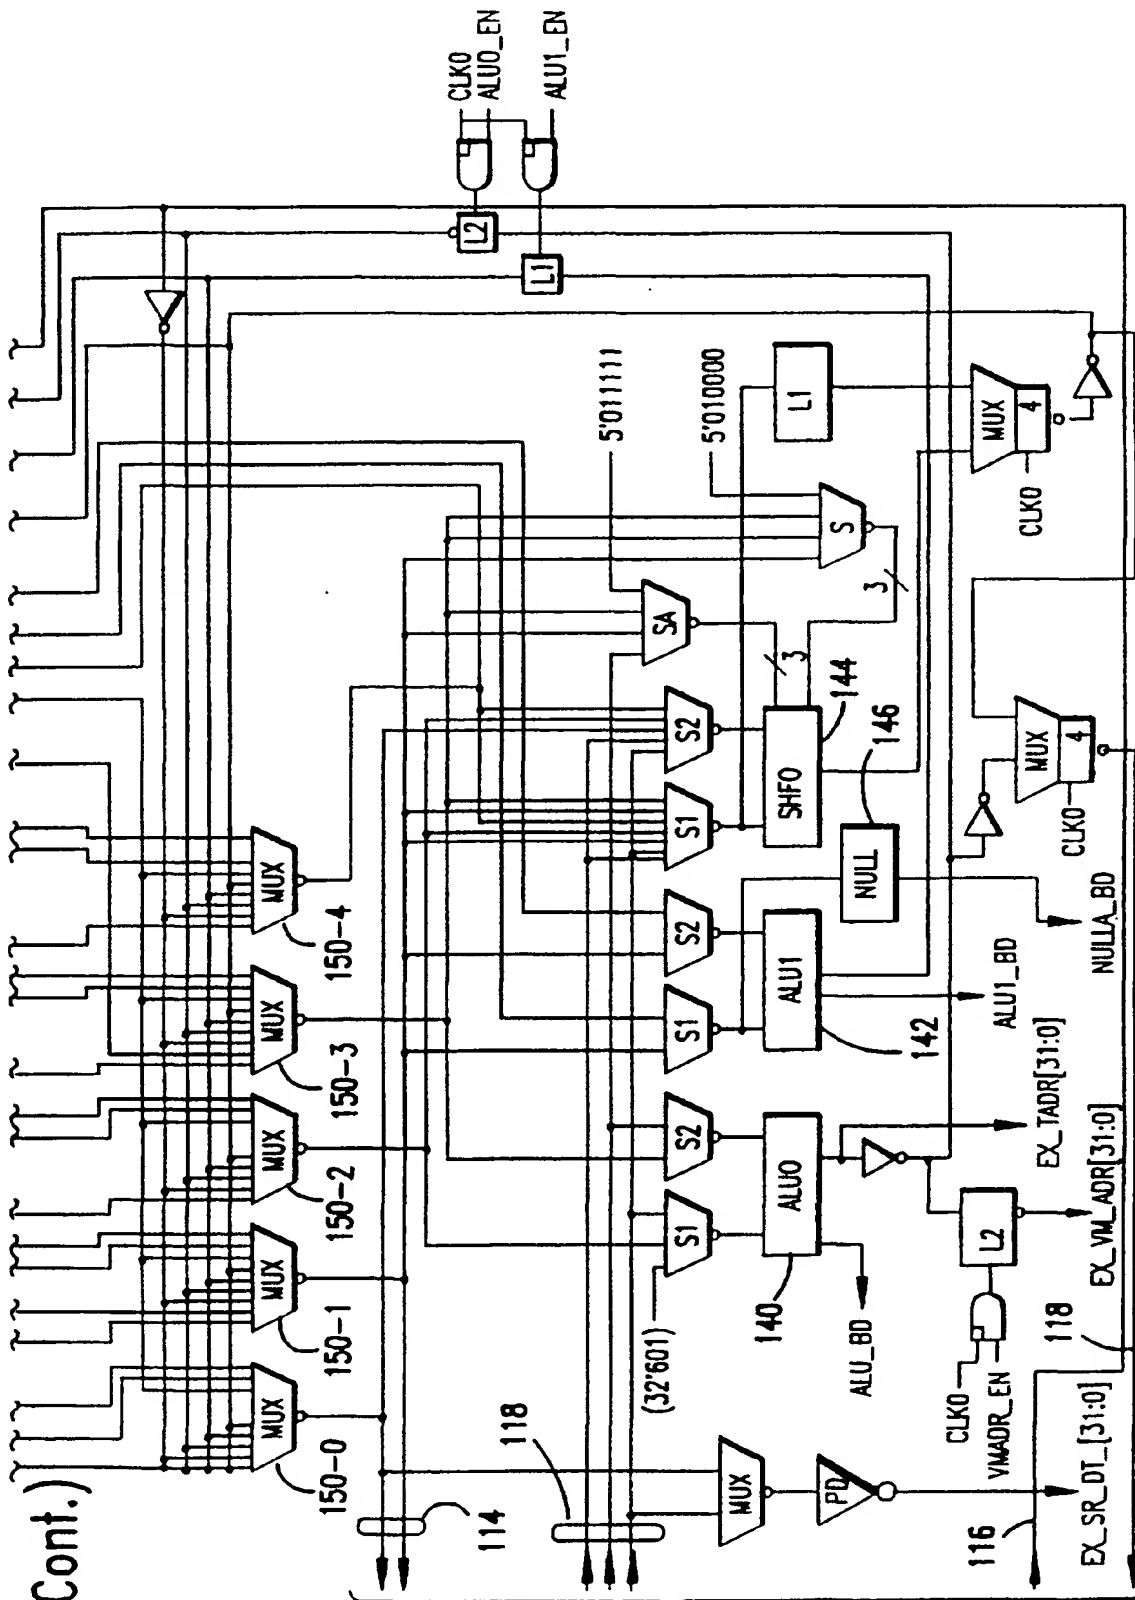 Cont.)
CLK0
ALU0_EN
ALU1_EN
L2
L1
MUX
150-0
MUX
150-1
MUX
150-2
MUX
150-3
MUX
150-4
114
118
(32'601)
S1
S2
S1
S2
S1
S2
SA
5'011111
S
5'010000
L1
3
3
ALU0
140
ALU1
142
NULL
146
SHF0
144
MUX
PD
ALU_BD
CLK0
VMADR_EN
L2
MUX
4
CLK0
MUX
4
CLK0
116
118
EX_SR_DT_[31:0]
EX_VM_ADR[31:0]
EX_TADR[31:0]
ALU1_BD
NULLA_BD